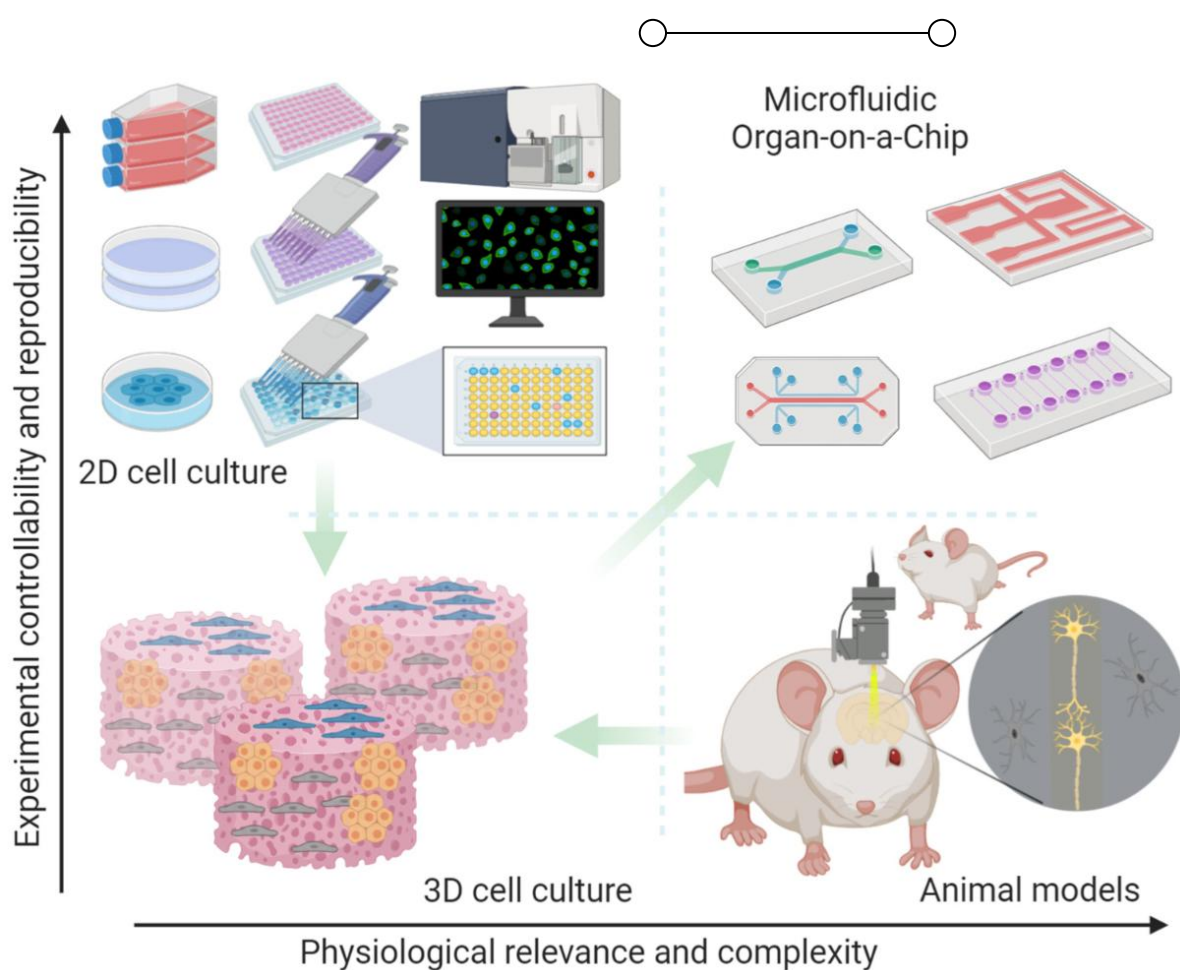 Microfluidic
Organ-on-a-Chip
Experimental controllability and reproducibility
2D cell culture
3D cell culture
Animal models
Physiological relevance and complexity